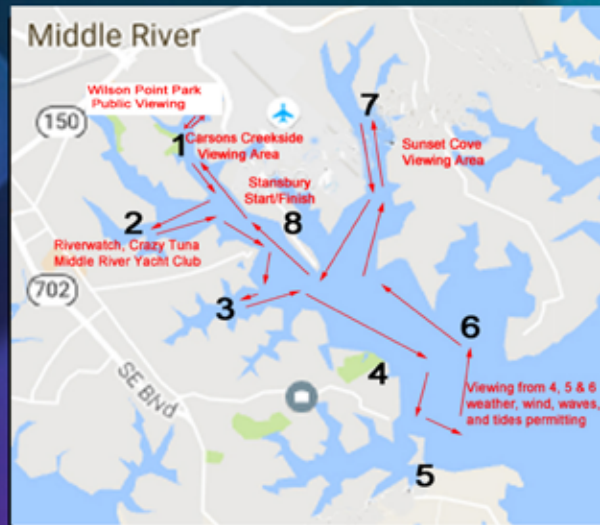 Middle River
Wilson Point Park
Public Viewing
150
7
1
Carsons Creekside
Viewing Area
Sunset Cove
Viewing Area
Stansbury
Start/Finish
2
8
Riverwatch, Crazy Tuna
Middle River Yacht Club
702
3
6
SE Blvd
4
Viewing from 4, 5 & 6
weather, wind, waves,
and tides permitting
5